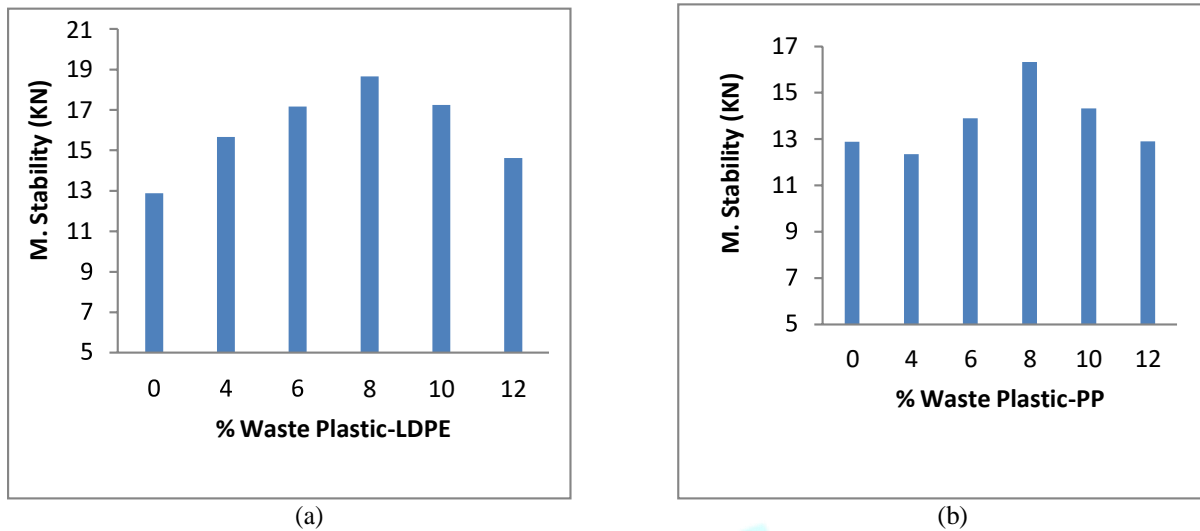 M. Stability (KN)
21
19
17
15
13
11
9
7
5
0 4 6 8 10 12
% Waste Plastic-LDPE
(a)
M. Stability (KN)
17
15
13
11
9
7
5
0 4 6 8 10 12
% Waste Plastic-PP
(b)